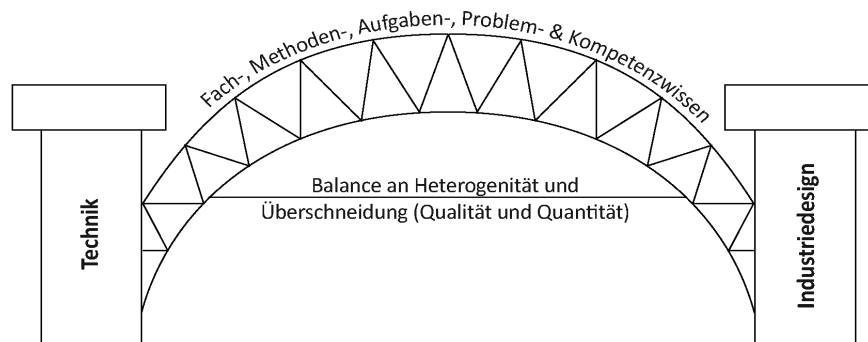 Fach-, Methoden-, Aufgaben-, Problem- & Kompetenzwissen
Balance an Heterogenität und
Überschneidung (Qualität und Quantität)
Technik
Industriedesign